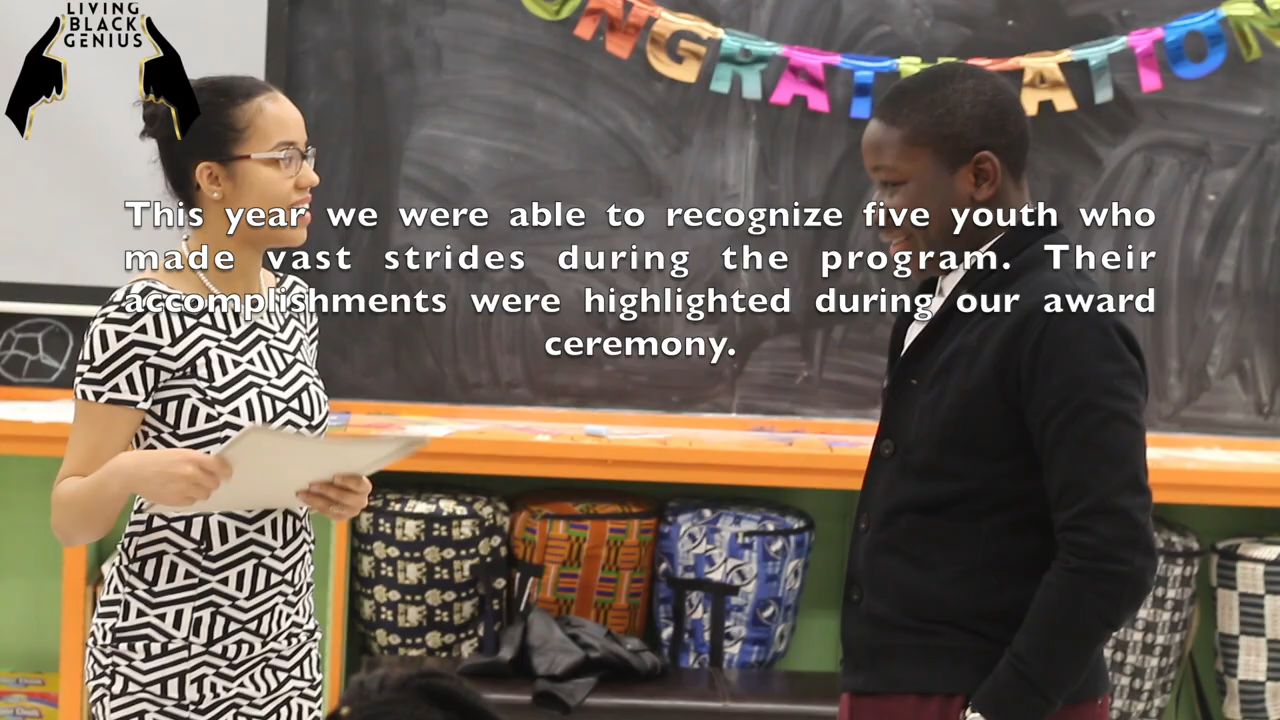 LIVING
BLACK
GENIUS
ONGRATULATION
This year we were able to recognize five youth who
made vast strides during the program. Their
accomplishments were highlighted during our award
ceremony.